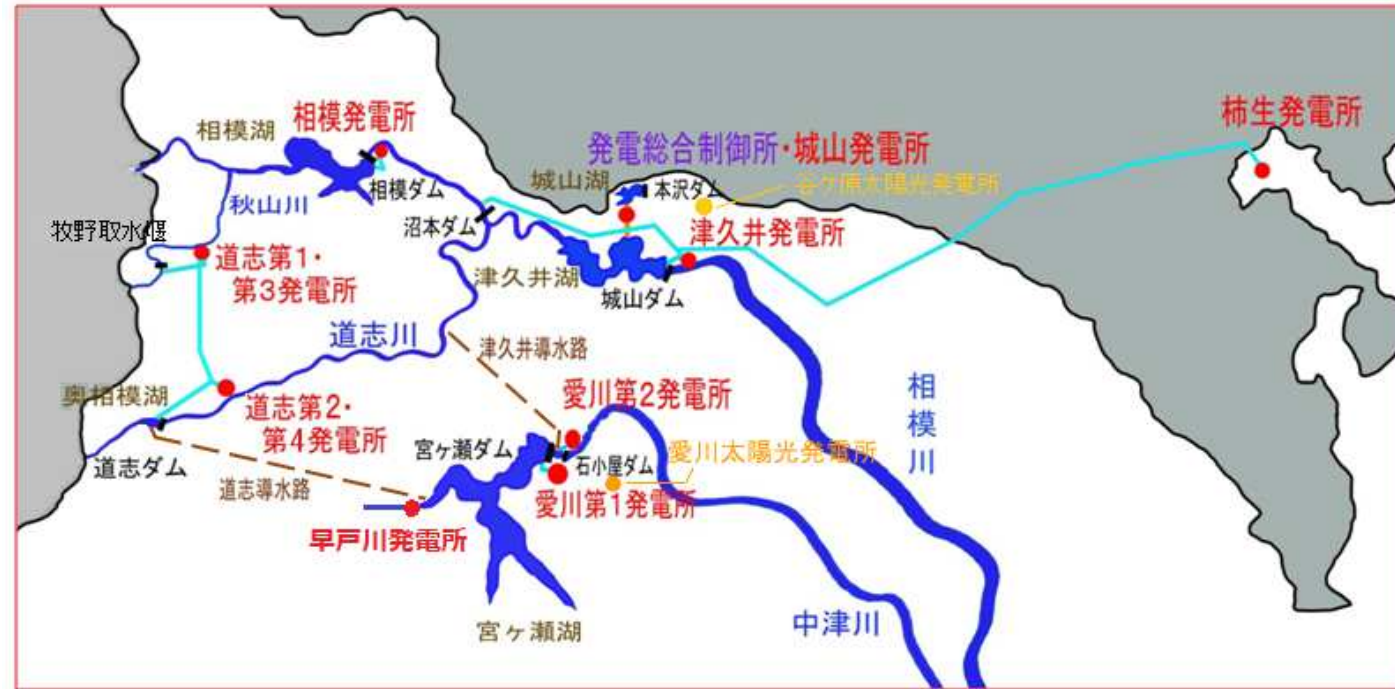 相模湖
相模発電所
相模ダム
秋山川
牧野取水堰
道志第1・
第3発電所
沼本ダム
城山湖
発電総合制御所・城山発電所
本沢ダム
谷ケ原太陽光発電所
柿生発電所
津久井発電所
津久井湖
城山ダム
道志川
津久井導水路
奥相模湖
道志第2・
第4発電所
道志ダム
道志導水路
早戸川発電所
宮ヶ瀬ダム
愛川第2発電所
石小屋ダム
愛川太陽光発電所
愛川第1発電所
宮ヶ瀬湖
相模川
中津川